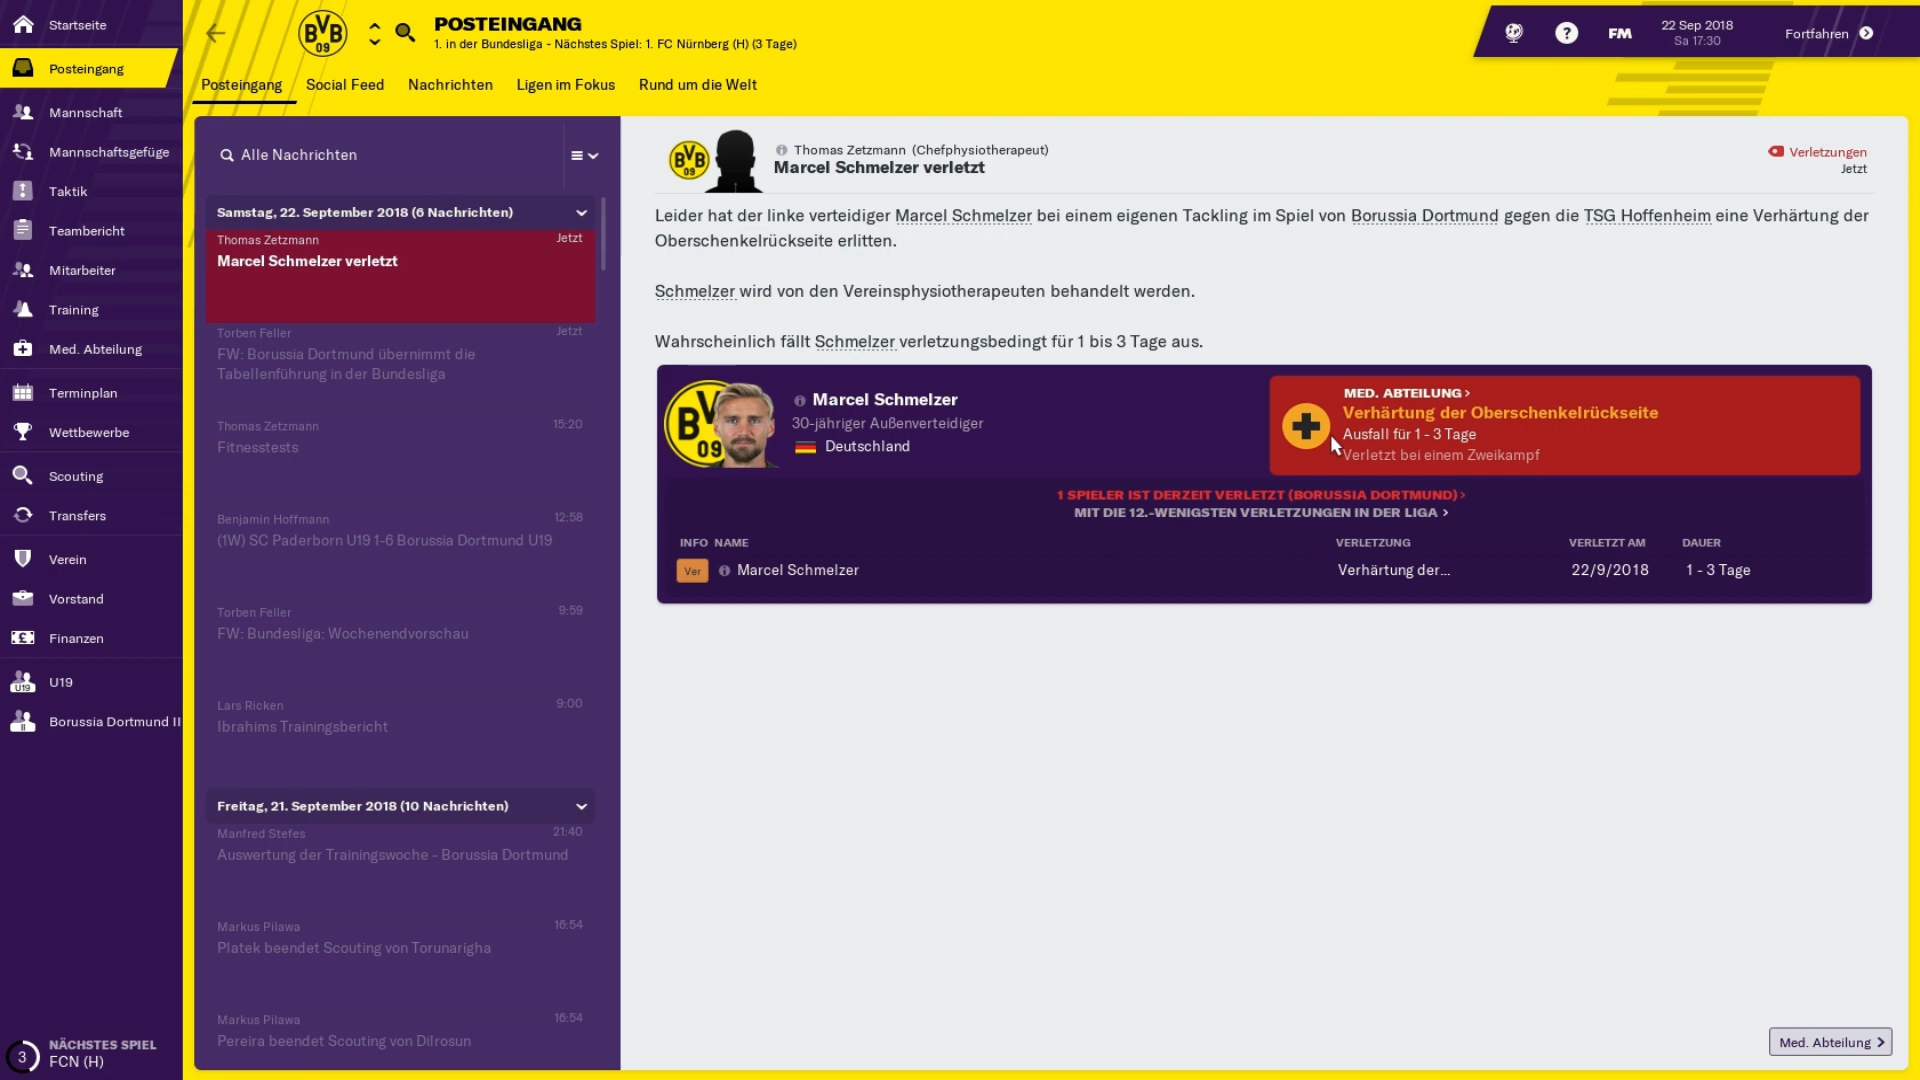 Startseite
Posteingang
Mannschaft
Mannschaftsgefüge
Taktik
Teambericht
Mitarbeiter
Training
Med. Abteilung
Terminplan
Wettbewerbe
Scouting
Transfers
Verein
Vorstand
Finanzen
U19
U19
II
Borussia Dortmund II
3
NÄCHSTES SPIEL
FCN (H)
BVB
09
POSTEINGANG
1. in der Bundesliga - Nächstes Spiel: 1. FC Nürnberg (H) (3 Tage)
?
FM
22 Sep 2018
Sa 17:30
Fortfahren
Posteingang Social Feed Nachrichten Ligen im Fokus Rund um die Welt
Alle Nachrichten
Samstag, 22. September 2018 (6 Nachrichten)
Thomas Zetzmann Jetzt
Marcel Schmelzer verletzt
Torben Feller Jetzt
FW: Borussia Dortmund übernimmt die
Tabellenführung in der Bundesliga
Thomas Zetzmann 15:20
Fitnesstests
Benjamin Hoffmann 12:58
(1W) SC Paderborn U19 1-6 Borussia Dortmund U19
Torben Feller 9:59
FW: Bundesliga: Wochenendvorschau
Lars Ricken 9:00
Ibrahims Trainingsbericht
Freitag, 21. September 2018 (10 Nachrichten)
Manfred Stefes 21:40
Auswertung der Trainingswoche - Borussia Dortmund
Markus Pilawa 16:54
Platek beendet Scouting von Torunarigha
Markus Pilawa 16:54
Pereira beendet Scouting von Dilrosun
BVB
09
Thomas Zetzmann (Chefphysiotherapeut)
Marcel Schmelzer verletzt
Verletzungen
Jetzt
Leider hat der linke verteidiger Marcel Schmelzer bei einem eigenen Tackling im Spiel von Borussia Dortmund gegen die TSG Hoffenheim eine Verhärtung der
Oberschenkelrückseite erlitten.
Schmelzer wird von den Vereinsphysiotherapeuten behandelt werden.
Wahrscheinlich fällt Schmelzer verletzungsbedingt für 1 bis 3 Tage aus.
BV
09
Marcel Schmelzer
30-jähriger Außenverteidiger
Deutschland
MED. ABTEILUNG >
Verhärtung der Oberschenkelrückseite
Ausfall für 1 - 3 Tage
Verletzt bei einem Zweikampf
1 SPIELER IST DERZEIT VERLETZT (BORUSSIA DORTMUND) >
MIT DIE 12.-WENIGSTEN VERLETZUNGEN IN DER LIGA >
INFO NAME VERLETZUNG VERLETZT AM DAUER
Ver Marcel Schmelzer Verhärtung der... 22/9/2018 1 - 3 Tage
Med. Abteilung >